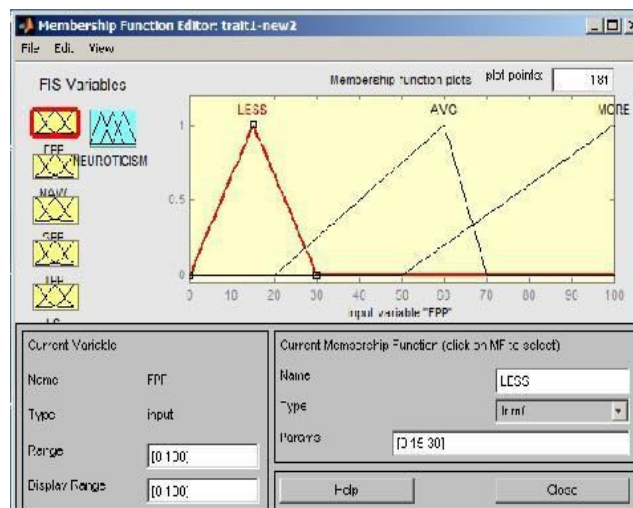 Membership Function Editor: trait1-new2
File Edit View
FIS Variables
Membership function plots plot points: 181
NEUROTICISM
LESS AVG MORE
1
0.5
0
0 10 20 30 40 50 60 70 80 90 100
input variable
Current Variable
Name
Type input
Range [0 100]
Display Range [0 100]
Current Membership Function (click on MF to select)
Name LESS
Type trimf
Params [0 15 30]
Help Close